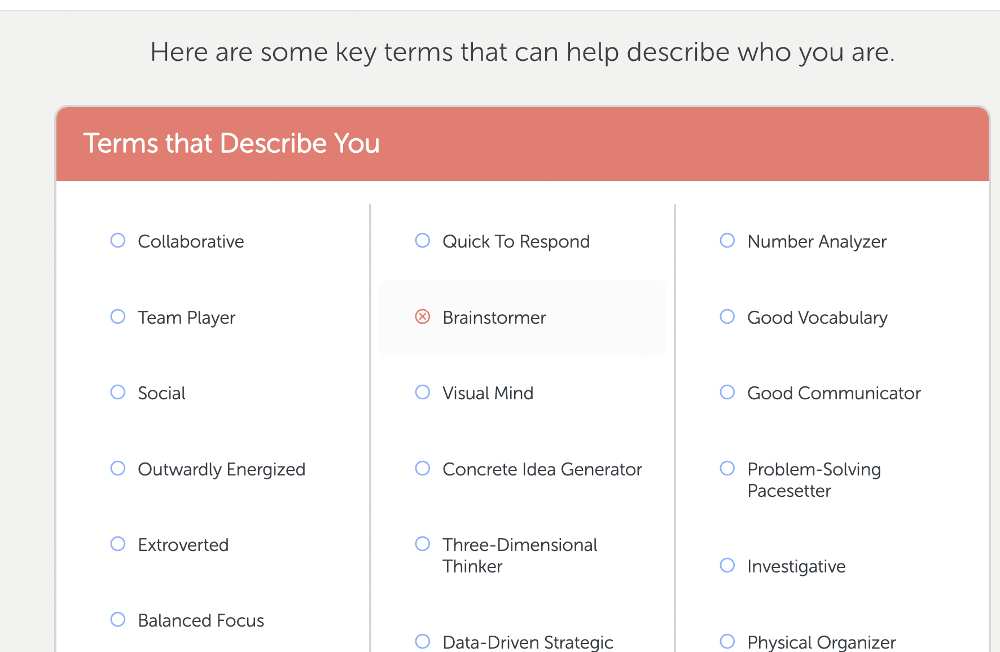 Here are some key terms that can help describe who you are.
Terms that Describe You
Collaborative
Team Player
Social
Outwardly Energized
Extroverted
Balanced Focus
Quick To Respond
Brainstormer
Visual Mind
Concrete Idea Generator
Three-Dimensional
Thinker
Data-Driven Strategic
Number Analyzer
Good Vocabulary
Good Communicator
Problem-Solving
Pacesetter
Investigative
Physical Organizer